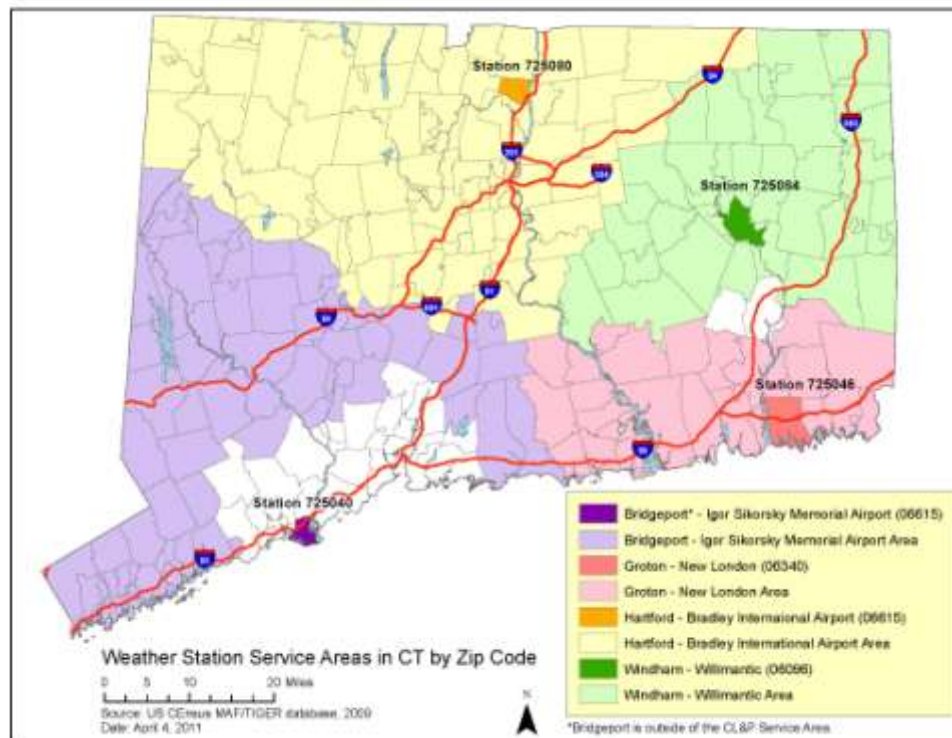 Station 725080
Station 725084
Station 725046
Station 725040
91
Bridgeport* - Igor Sikorsky Memorial Airport (06615)
Bridgeport - Igor Sikorsky Memorial Airport Area
Groton - New London (06340)
Groton - New London Area
Hartford - Bradley Internaional Airport (06615)
Hartford - Bradley International Airport Area
Windham - Willimantic (06096)
Windham - Willimantic Area
Weather Station Service Areas in CT by Zip Code
0 5 10 20 Miles
Source: US CEnsus MAF/TIGER database, 2009
Date: April 4, 2011
N
*Bridgeport is outside of the CL&P Service Area